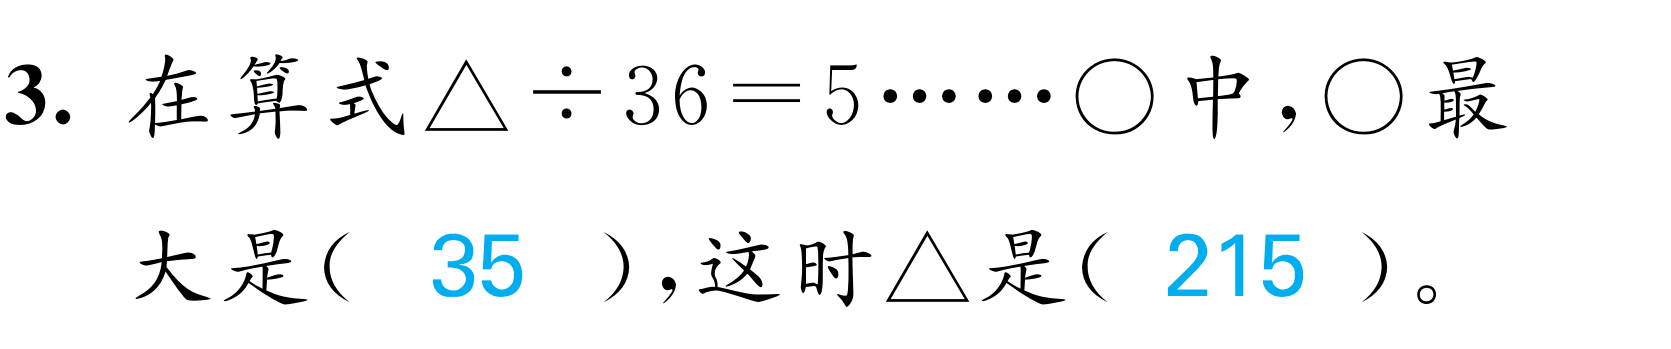 3. 在算式△÷36=5……○中,○最
大是( 35 ),这时△是( 215 )。